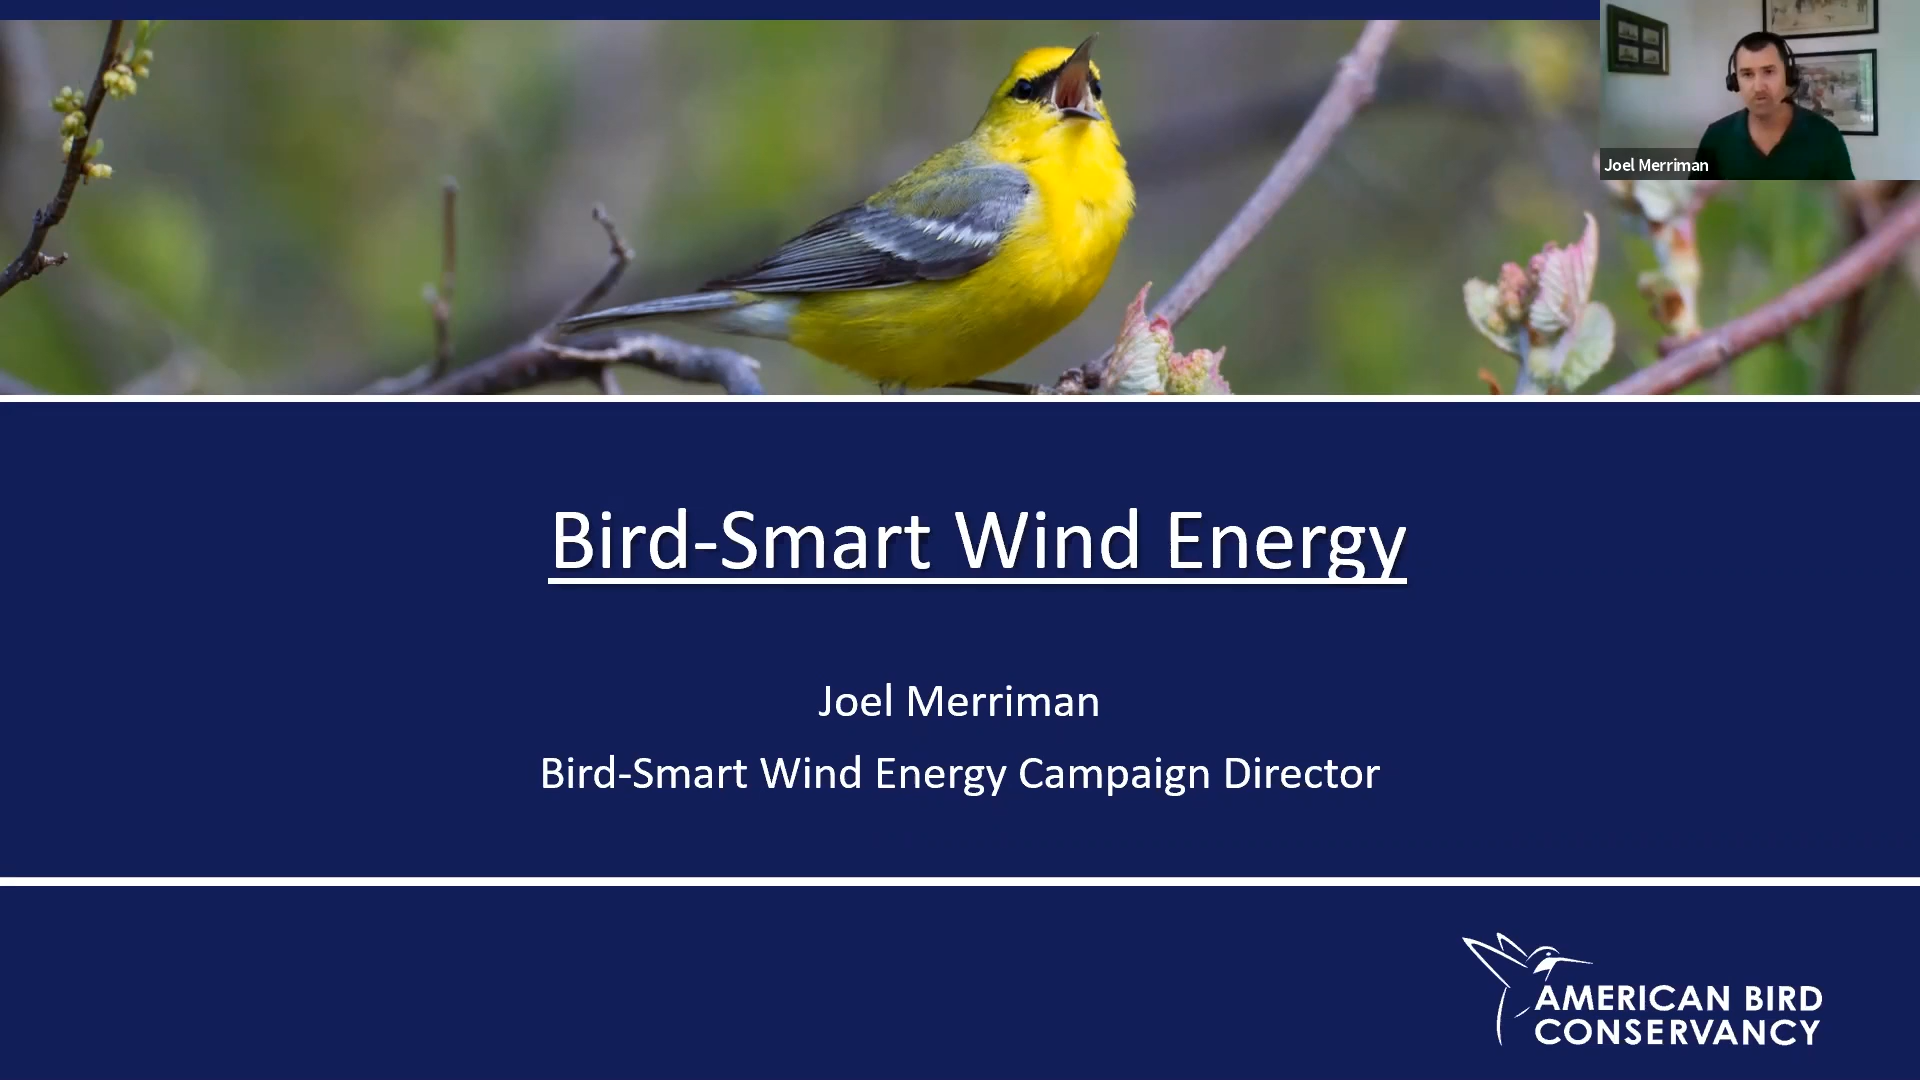 Joel Merriman
Bird-Smart Wind Energy
Joel Merriman
Bird-Smart Wind Energy Campaign Director
AMERICAN BIRD
CONSERVANCY